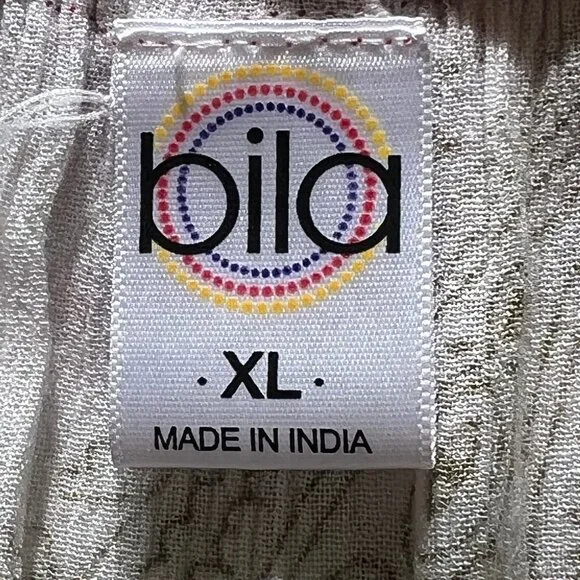 bila
· XL ·
MADE IN INDIA